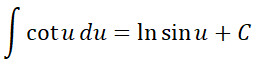 ∫ cot u du = ln sin u + C